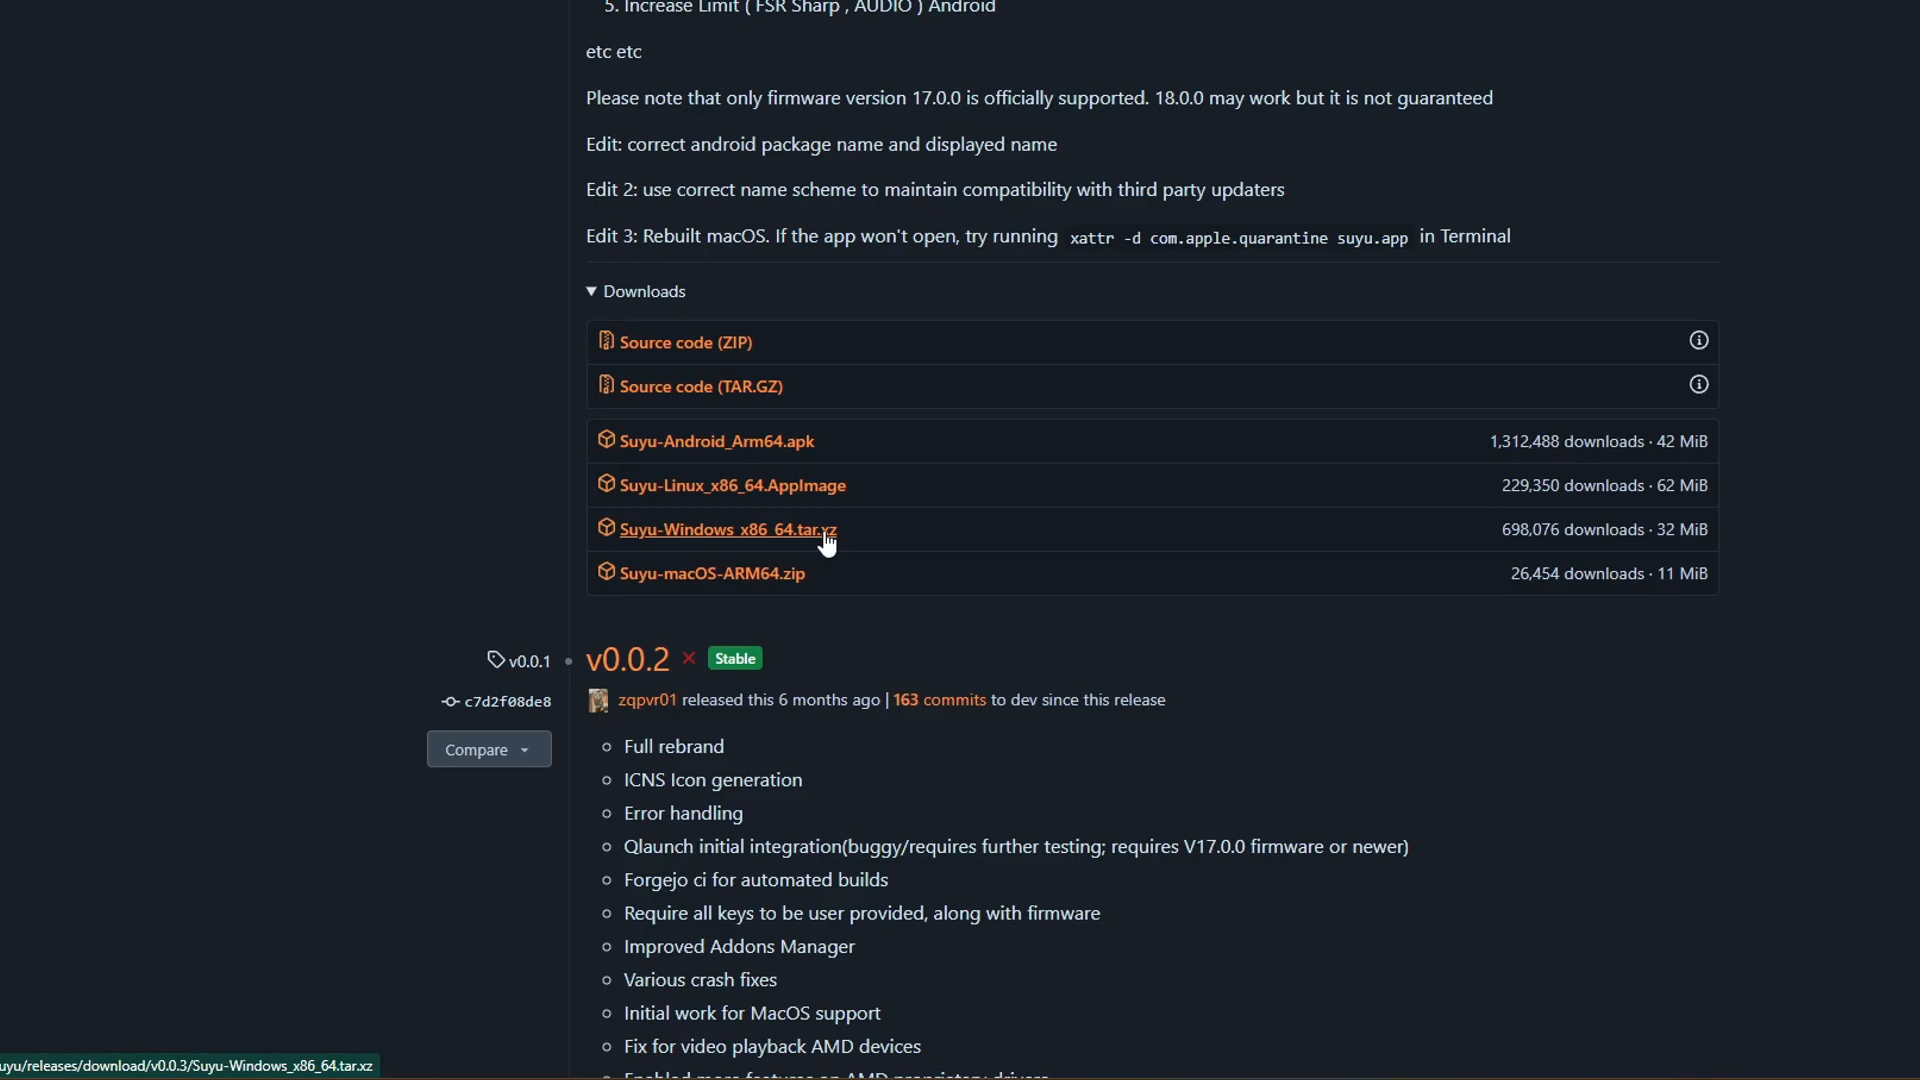 5. Increase Limit ( FSR Sharp , AUDIO ) Android
etc etc
Please note that only firmware version 17.0.0 is officially supported. 18.0.0 may work but it is not guaranteed
Edit: correct android package name and displayed name
Edit 2: use correct name scheme to maintain compatibility with third party updaters
Edit 3: Rebuilt macOS. If the app won't open, try running xattr -d com.apple.quarantine suyu.app in Terminal
▼ Downloads
Source code (ZIP)
Source code (TAR.GZ)
Suyu-Android_Arm64.apk 1,312,488 downloads · 42 MiB
Suyu-Linux_x86_64.AppImage 229,350 downloads · 62 MiB
Suyu-Windows_x86_64.tar.xz 698,076 downloads · 32 MiB
Suyu-macOS-ARM64.zip 26,454 downloads · 11 MiB
v0.0.1 v0.0.2 Stable
c7d2f08de8 zqpvr01 released this 6 months ago | 163 commits to dev since this release
Compare
Full rebrand
ICNS Icon generation
Error handling
Qlaunch initial integration(buggy/requires further testing; requires V17.0.0 firmware or newer)
Forgejo ci for automated builds
Require all keys to be user provided, along with firmware
Improved Addons Manager
Various crash fixes
Initial work for MacOS support
Fix for video playback AMD devices
Enabled more features on AMD proprietary drivers
uyu/releases/download/v0.0.3/Suyu-Windows_x86_64.tar.xz